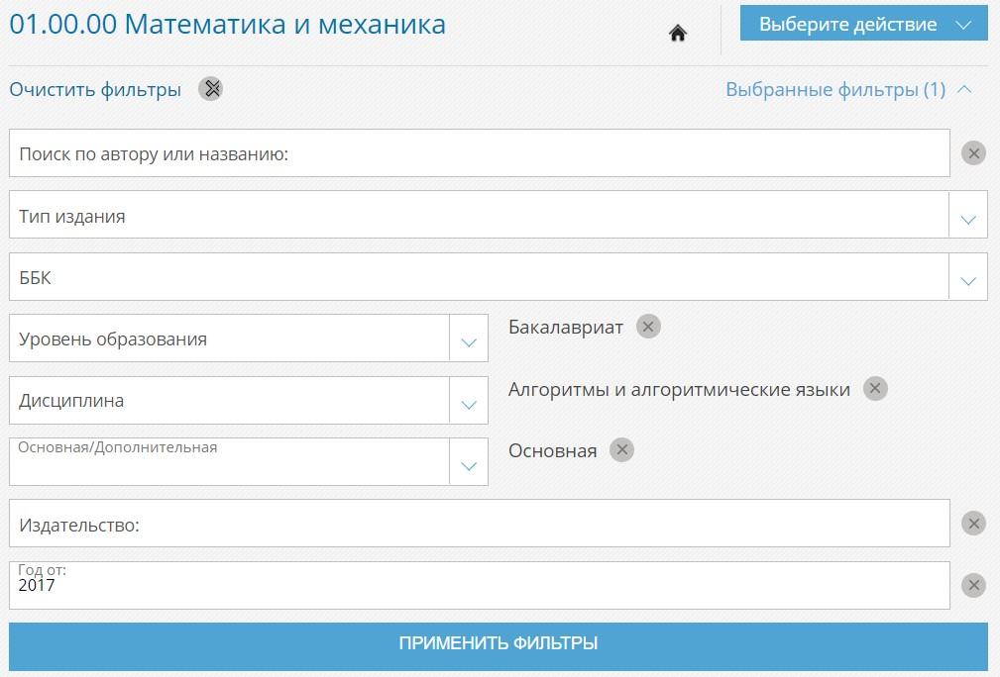 01.00.00 Математика и механика
Выберите действие
Очистить фильтры
Выбранные фильтры (1)
Поиск по автору или названию:
Тип издания
ББК
Уровень образования
Бакалавриат
Дисциплина
Алгоритмы и алгоритмические языки
Основная/Дополнительная
Основная
Издательство:
Год от:
2017
ПРИМЕНИТЬ ФИЛЬТРЫ